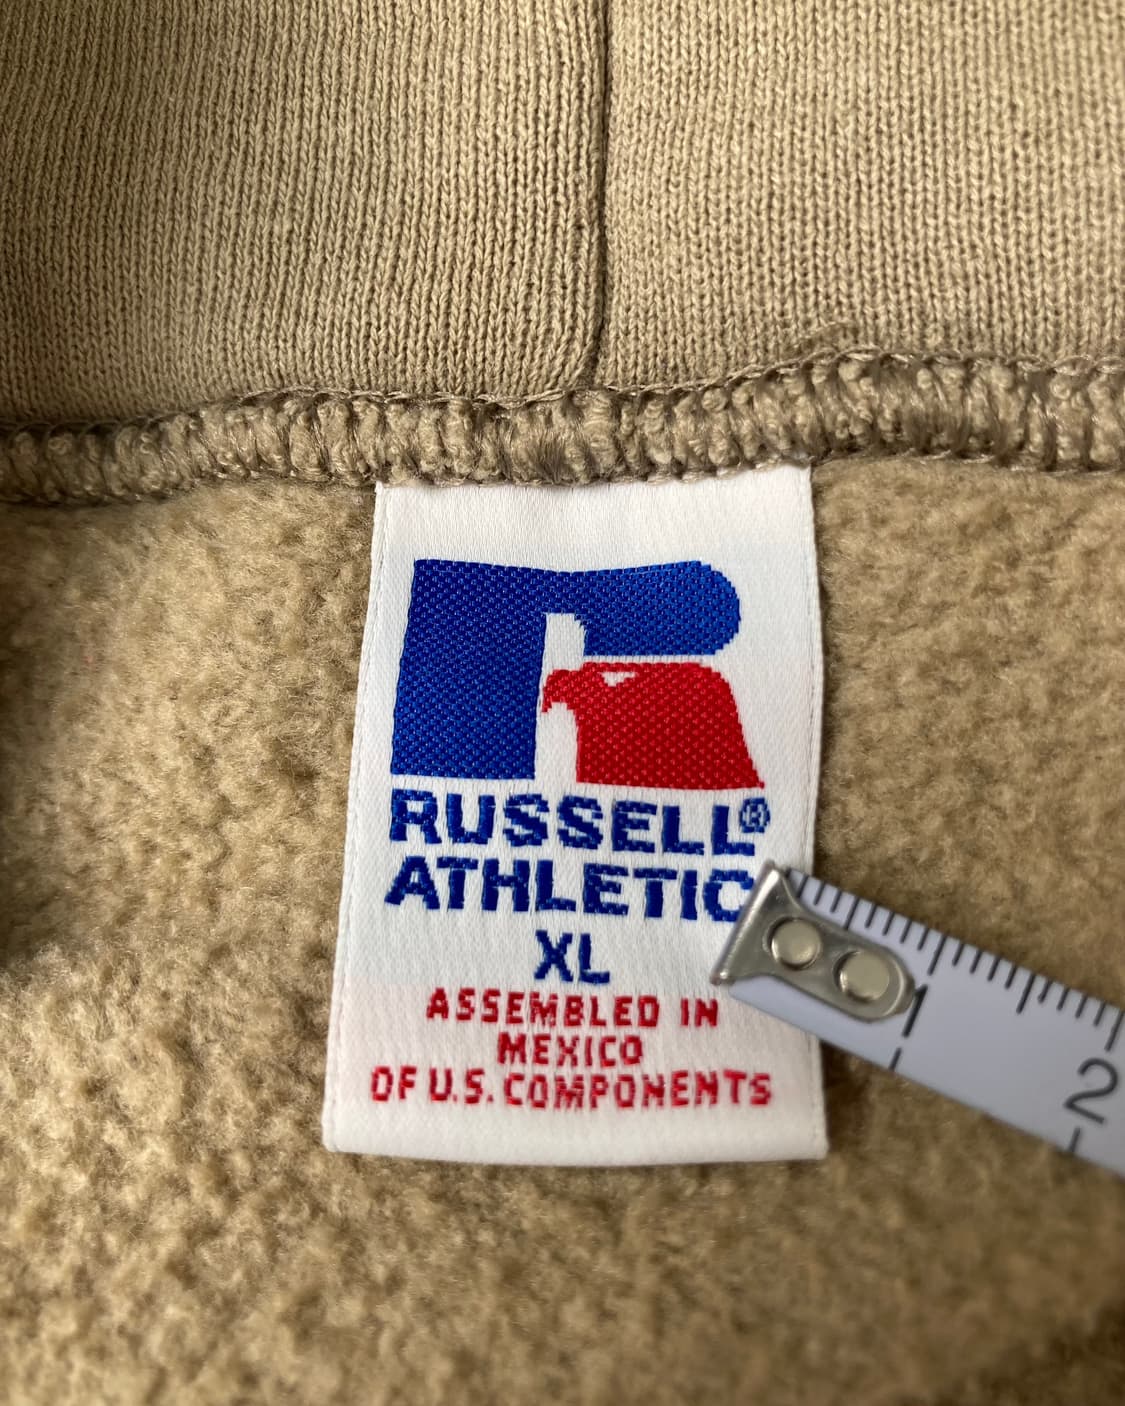 RUSSELL®
ATHLETIC
XL
ASSEMBLED IN
MEXICO
OF U.S. COMPONENTS
1
2